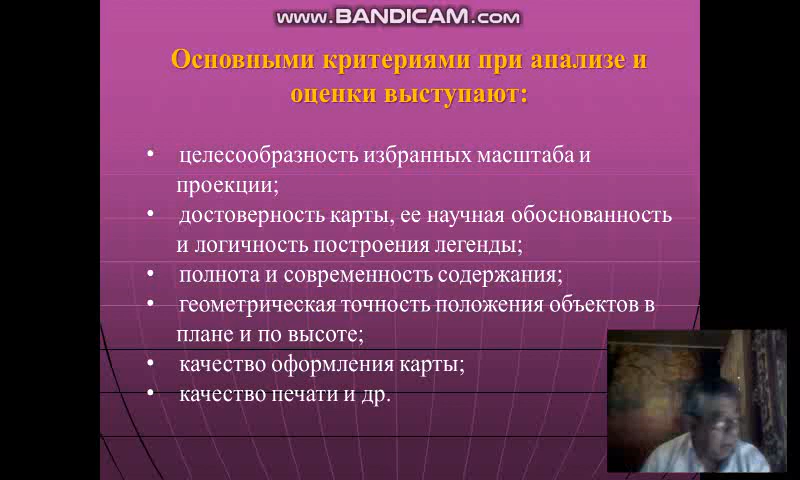 www.BANDICAM.com
Основными критериями при анализе и
оценки выступают:
• целесообразность избранных масштаба и
проекции;
• достоверность карты, ее научная обоснованность
и логичность построения легенды;
• полнота и современность содержания;
• геометрическая точность положения объектов в
плане и по высоте;
• качество оформления карты;
• качество печати и др.